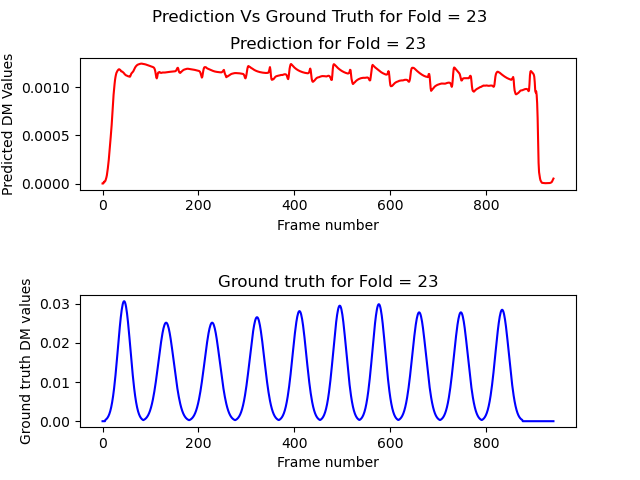 Prediction Vs Ground Truth for Fold = 23
Prediction for Fold = 23
Predicted DM Values
0.0010
0.0005
0.0000
0 200 400 600 800
Frame number
Ground truth for Fold = 23
Ground truth DM values
0.03
0.02
0.01
0.00
0 200 400 600 800
Frame number